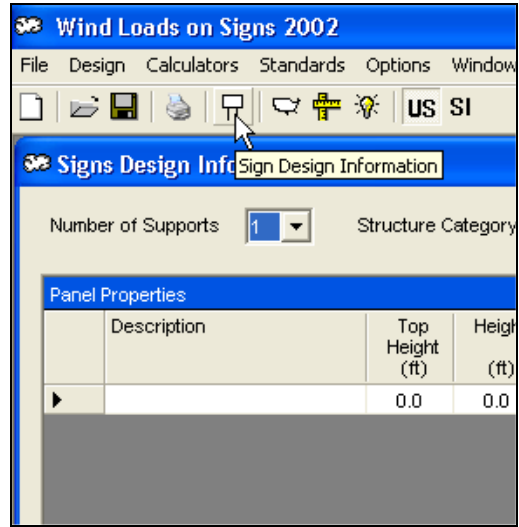 Wind Loads on Signs 2002
File Design Calculators Standards Options Window
US SI
Signs Design Info
Sign Design Information
Number of Supports 1 Structure Category
Panel Properties
Description Top Height (ft) Heigh (ft)
0.0 0.0